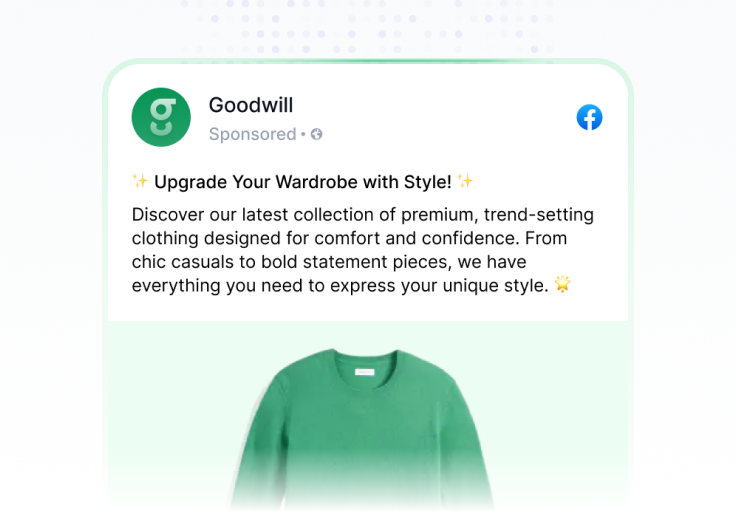 Goodwill
Sponsored •
✨ Upgrade Your Wardrobe with Style! ✨
Discover our latest collection of premium, trend-setting
clothing designed for comfort and confidence. From
chic casuals to bold statement pieces, we have
everything you need to express your unique style. 🌟